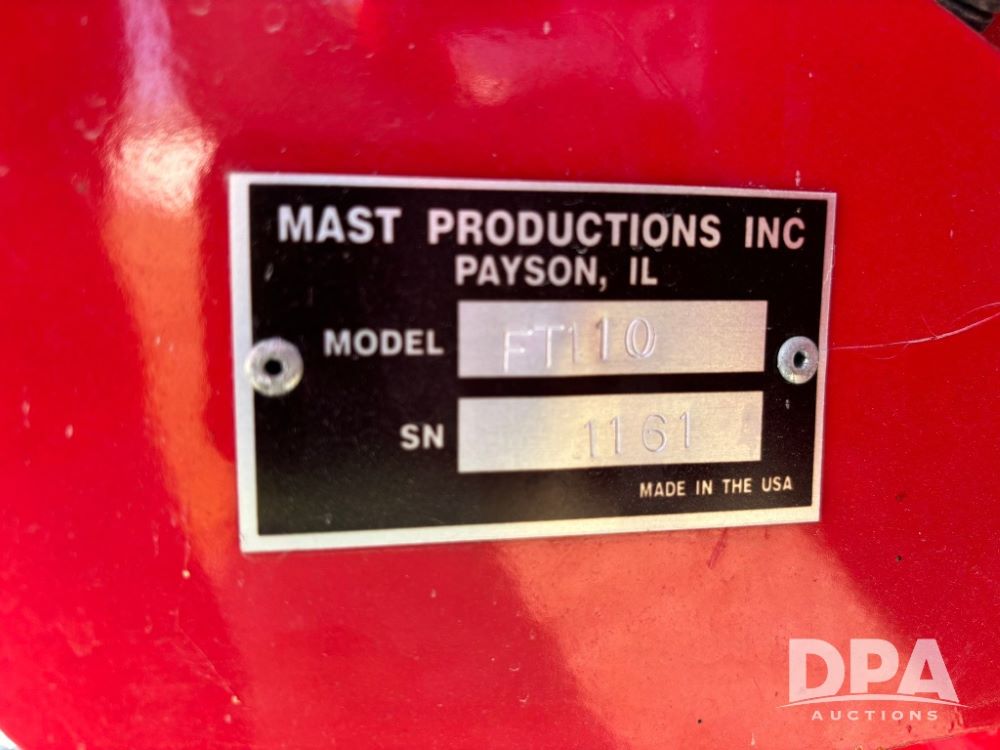 MAST PRODUCTIONS INC
PAYSON, IL
MODEL FT110
SN 1161
MADE IN THE USA
DPA
AUCTIONS